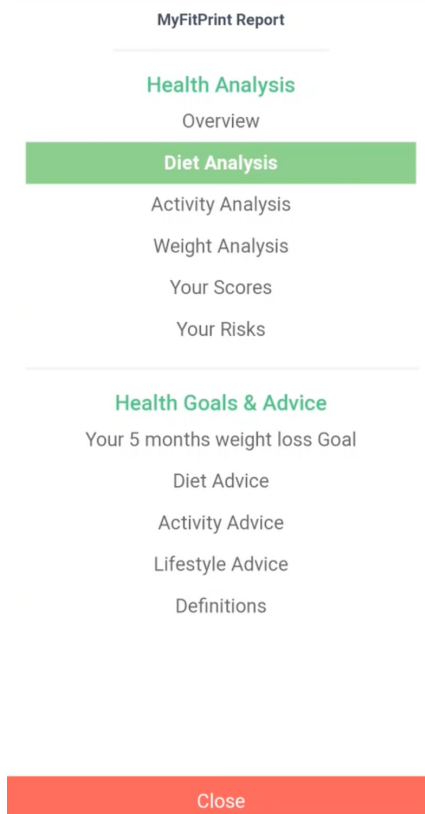 MyFitPrint Report
Health Analysis
Overview
Diet Analysis
Activity Analysis
Weight Analysis
Your Scores
Your Risks
Health Goals & Advice
Your 5 months weight loss Goal
Diet Advice
Activity Advice
Lifestyle Advice
Definitions
Close